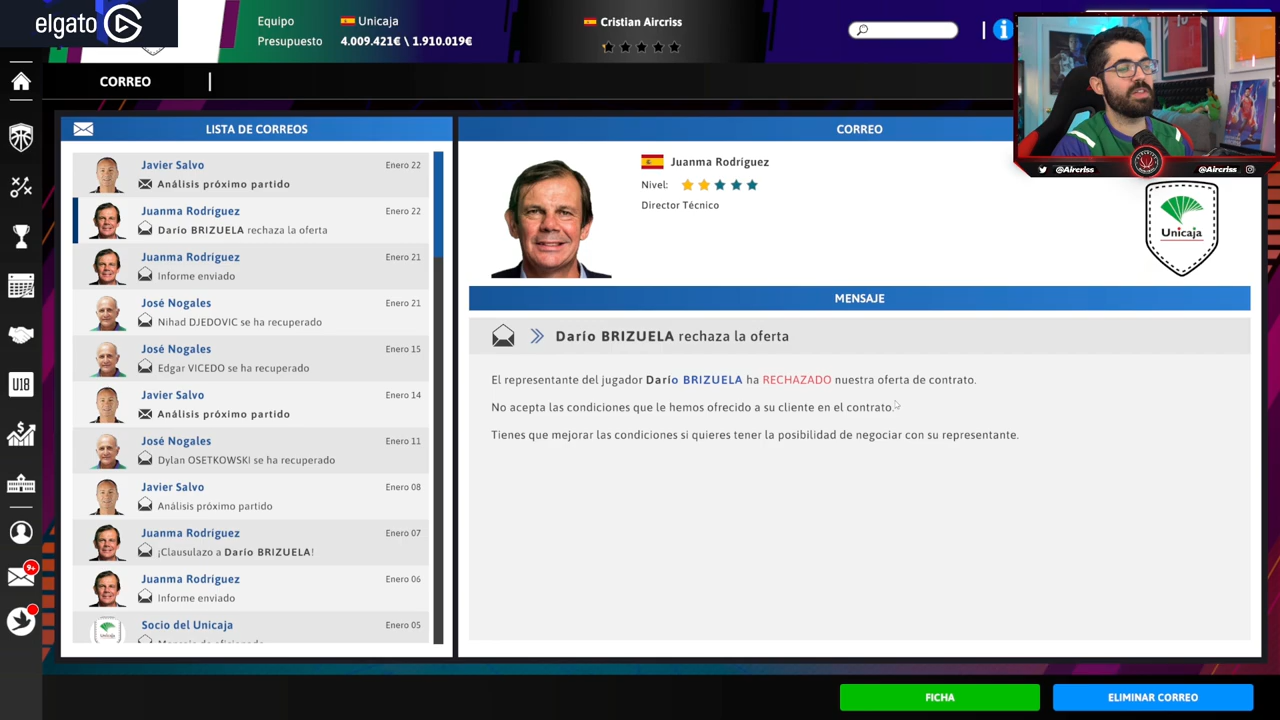 elgato
Equipo
Unicaja
Presupuesto
4.009.421€ \ 1.910.019€
Cristian Aircriss
CORREO
LISTA DE CORREOS
Javier Salvo
Enero 22
Análisis próximo partido
Juanma Rodríguez
Enero 22
Darío BRIZUELA rechaza la oferta
Juanma Rodríguez
Enero 21
Informe enviado
José Nogales
Enero 21
Nihad DJEDOVIC se ha recuperado
José Nogales
Enero 15
Edgar VICEDO se ha recuperado
Javier Salvo
Enero 14
Análisis próximo partido
José Nogales
Enero 11
Dylan OSETKOWSKI se ha recuperado
Javier Salvo
Enero 08
Análisis próximo partido
Juanma Rodríguez
Enero 07
¡Clausulazo a Darío BRIZUELA!
Juanma Rodríguez
Enero 06
Informe enviado
Socio del Unicaja
Enero 05
U18
9+
CORREO
Juanma Rodríguez
Nivel:
Director Técnico
Unicaja
@Aircriss
@Aircriss
MENSAJE
Darío BRIZUELA rechaza la oferta
El representante del jugador Darío BRIZUELA ha RECHAZADO nuestra oferta de contrato.
No acepta las condiciones que le hemos ofrecido a su cliente en el contrato.
Tienes que mejorar las condiciones si quieres tener la posibilidad de negociar con su representante.
FICHA
ELIMINAR CORREO